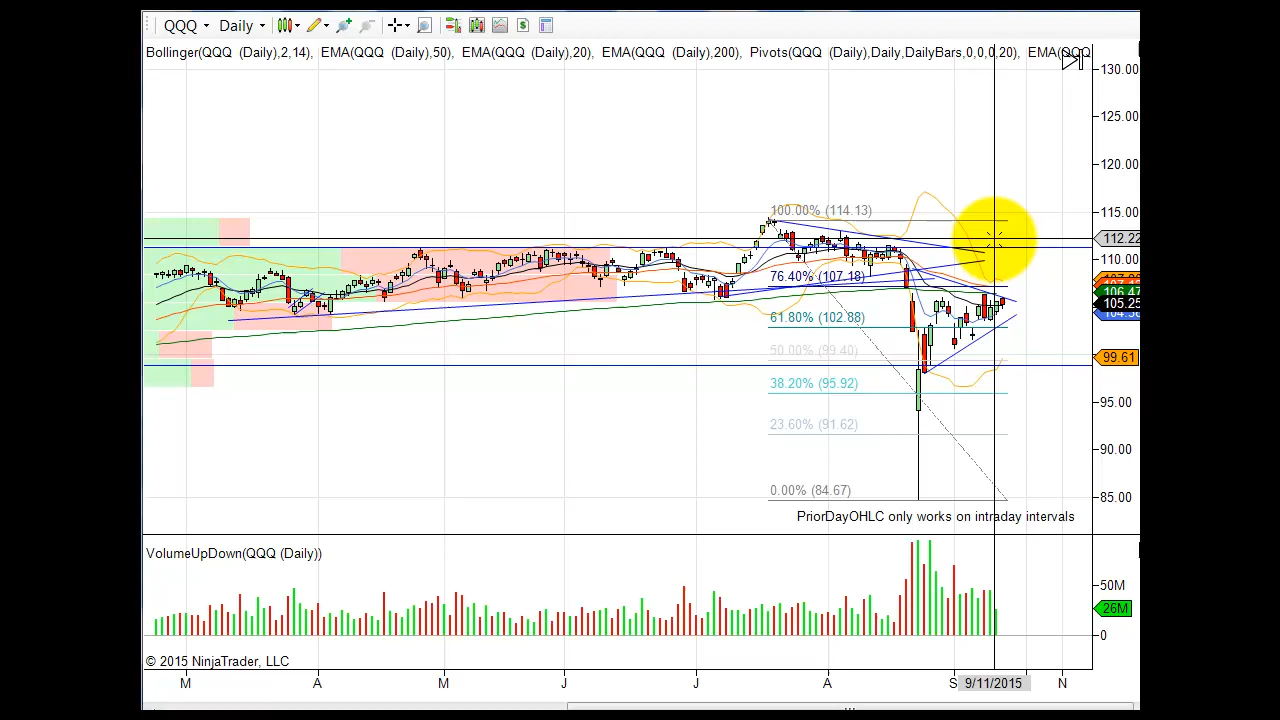 QQQ Daily
Bollinger(QQQ (Daily),2,14), EMA(QQQ (Daily),50), EMA(QQQ (Daily),20), EMA(QQQ (Daily),200), Pivots(QQQ (Daily),Daily,DailyBars,0,0,0,20), EMA(QQQ
130.00
125.00
120.00
115.00
100.00% (114.13)
112.22
110.00
76.40% (107.18)
106.47
105.25
61.80% (102.88)
50.00% (99.40)
99.61
38.20% (95.92)
95.00
23.60% (91.62)
90.00
0.00% (84.67)
85.00
PriorDayOHLC only works on intraday intervals
VolumeUpDown(QQQ (Daily))
50M
26M
0
© 2015 NinjaTrader, LLC
M A M J J A S 9/11/2015 N